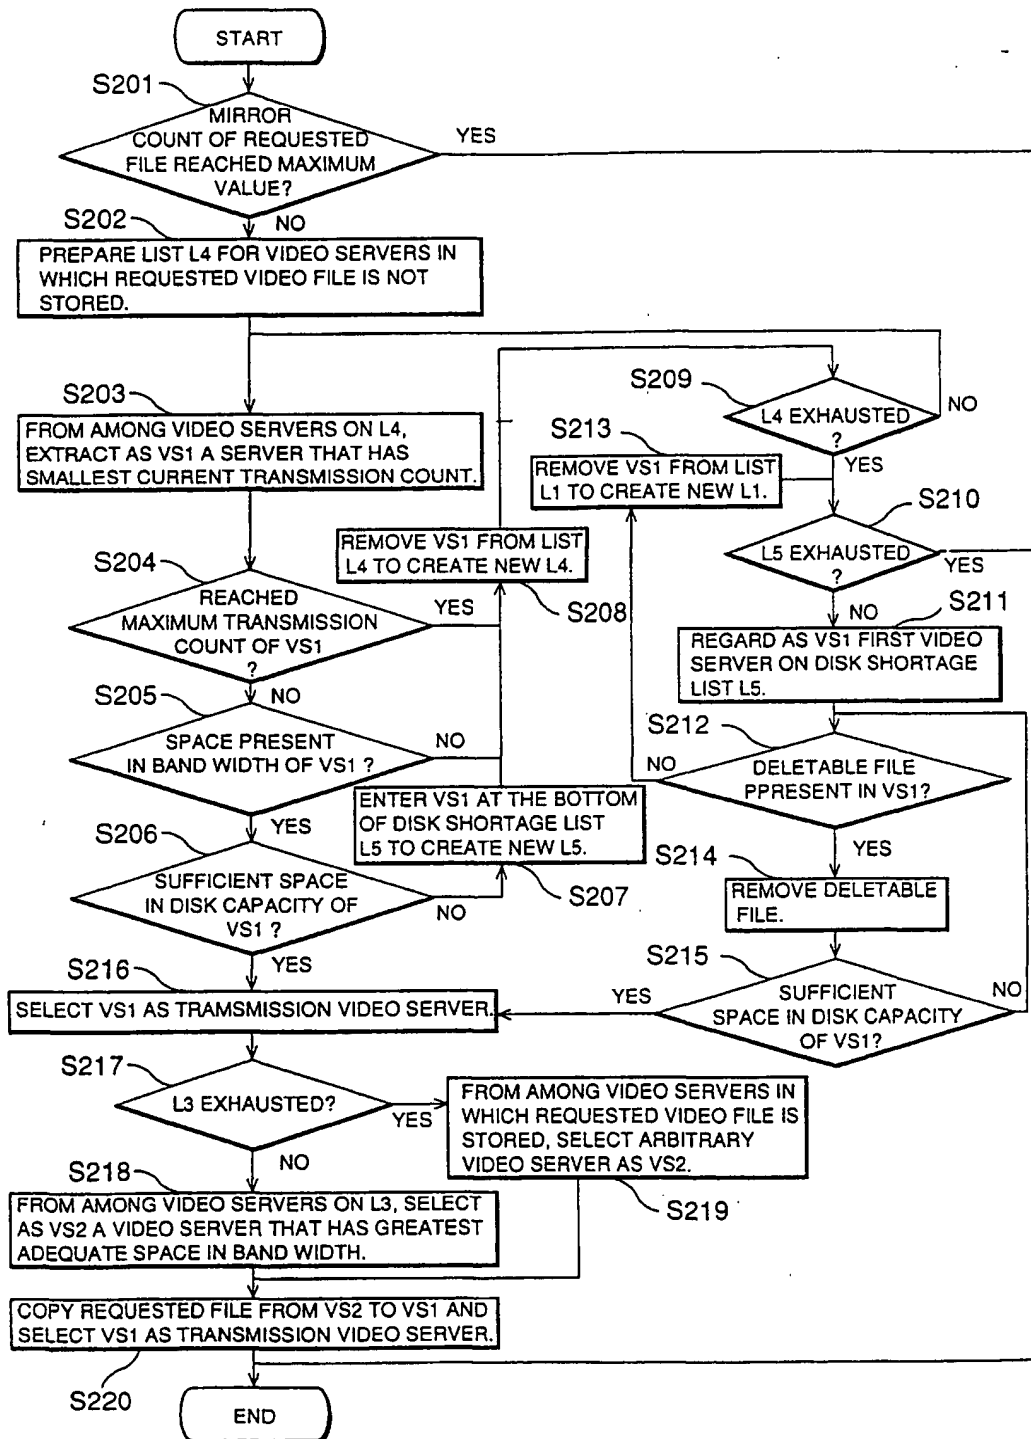 START
S201
MIRROR
COUNT OF REQUESTED
FILE REACHED MAXIMUM
VALUE?
YES
NO
S202
PREPARE LIST L4 FOR VIDEO SERVERS IN
WHICH REQUESTED VIDEO FILE IS NOT
STORED.
S203
FROM AMONG VIDEO SERVERS ON L4,
EXTRACT AS VS1 A SERVER THAT HAS
SMALLEST CURRENT TRANSMISSION COUNT.
S204
REACHED
MAXIMUM TRANSMISSION
COUNT OF VS1
?
YES
NO
S205
SPACE PRESENT
IN BAND WIDTH OF VS1 ?
NO
YES
S206
SUFFICIENT SPACE
IN DISK CAPACITY OF
VS1 ?
NO
YES
ENTER VS1 AT THE BOTTOM
OF DISK SHORTAGE LIST
L5 TO CREATE NEW L5.
S207
REMOVE VS1 FROM LIST
L4 TO CREATE NEW L4.
S208
S209
L4 EXHAUSTED
?
NO
YES
S213
REMOVE VS1 FROM LIST
L1 TO CREATE NEW L1.
S210
L5 EXHAUSTED
?
YES
NO
S211
REGARD AS VS1 FIRST VIDEO
SERVER ON DISK SHORTAGE
LIST L5.
S212
NO
DELETABLE FILE
PPRESENT IN VS1?
YES
S214
REMOVE DELETABLE
FILE.
S215
SUFFICIENT
SPACE IN DISK CAPACITY
OF VS1?
YES
NO
S216
SELECT VS1 AS TRAMSMISSION VIDEO SERVER.
S217
L3 EXHAUSTED?
YES
NO
FROM AMONG VIDEO SERVERS IN
WHICH REQUESTED VIDEO FILE IS
STORED, SELECT ARBITRARY
VIDEO SERVER AS VS2.
S219
S218
FROM AMONG VIDEO SERVERS ON L3, SELECT
AS VS2 A VIDEO SERVER THAT HAS GREATEST
ADEQUATE SPACE IN BAND WIDTH.
COPY REQUESTED FILE FROM VS2 TO VS1 AND
SELECT VS1 AS TRANSMISSION VIDEO SERVER.
S220
END